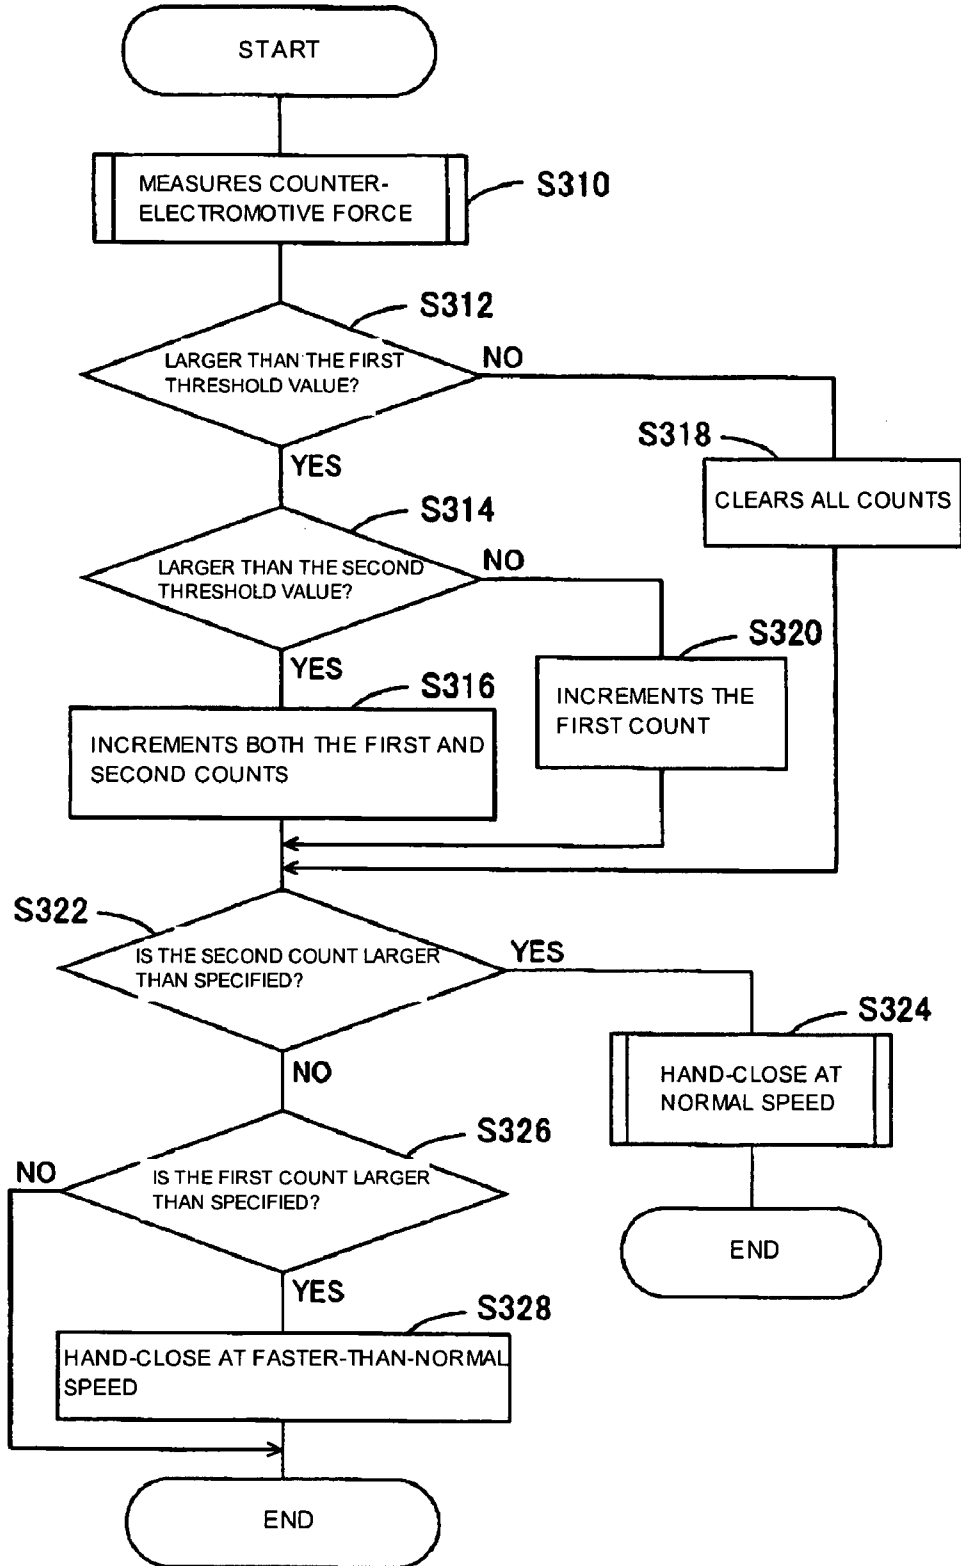 START
MEASURES COUNTER-
ELECTROMOTIVE FORCE
S310
S312
LARGER THAN THE FIRST
THRESHOLD VALUE?
NO
YES
S318
CLEARS ALL COUNTS
S314
LARGER THAN THE SECOND
THRESHOLD VALUE?
NO
YES
S320
INCREMENTS THE
FIRST COUNT
S316
INCREMENTS BOTH THE FIRST AND
SECOND COUNTS
S322
IS THE SECOND COUNT LARGER
THAN SPECIFIED?
YES
NO
S324
HAND-CLOSE AT
NORMAL SPEED
END
S326
IS THE FIRST COUNT LARGER
THAN SPECIFIED?
NO
YES
S328
HAND-CLOSE AT FASTER-THAN-NORMAL
SPEED
END